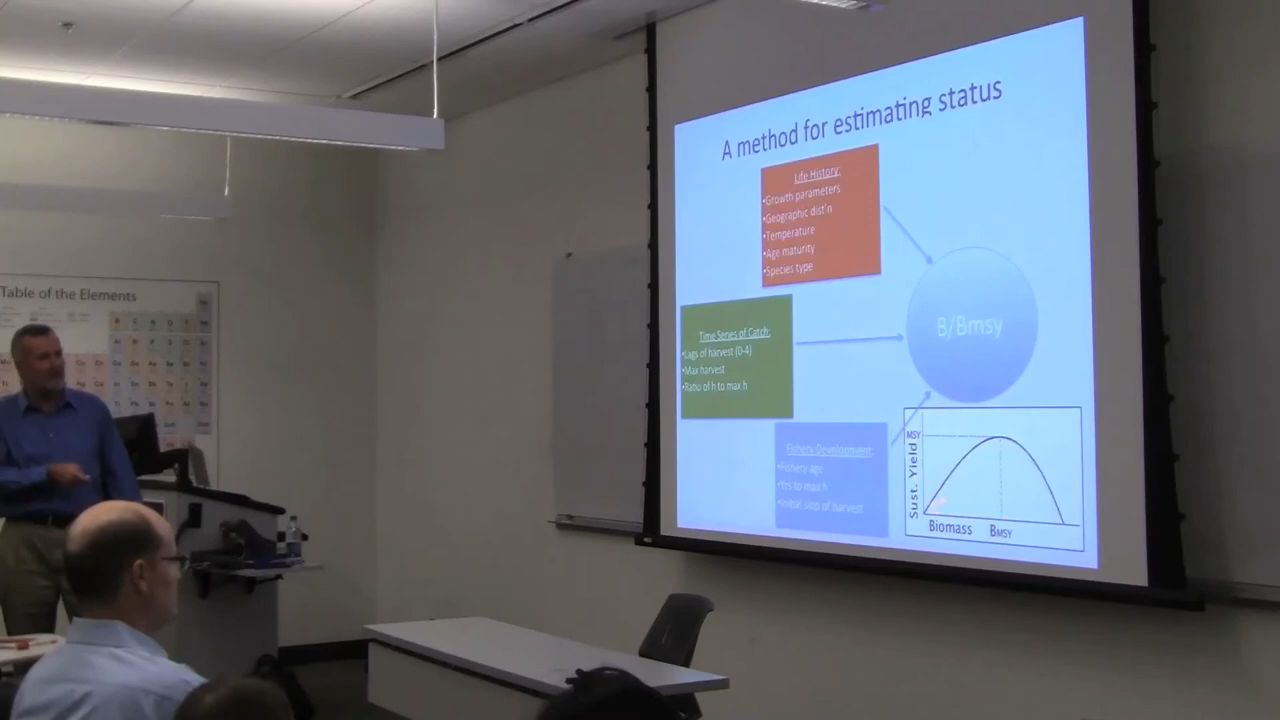 A method for estimating status
Life History:
•Growth parameters
•Geographic dist'n
•Temperature
•Age maturity
•Species type
Time Series of Catch:
•Lags of harvest (0-4)
•Max harvest
•Ratio of h to max h
B/Bmsy
Fishery Development:
•Fishery age
•Yrs to max h
•Initial slop of harvest
MSY
Sust. Yield
Biomass
BMSY
Table of the Elements